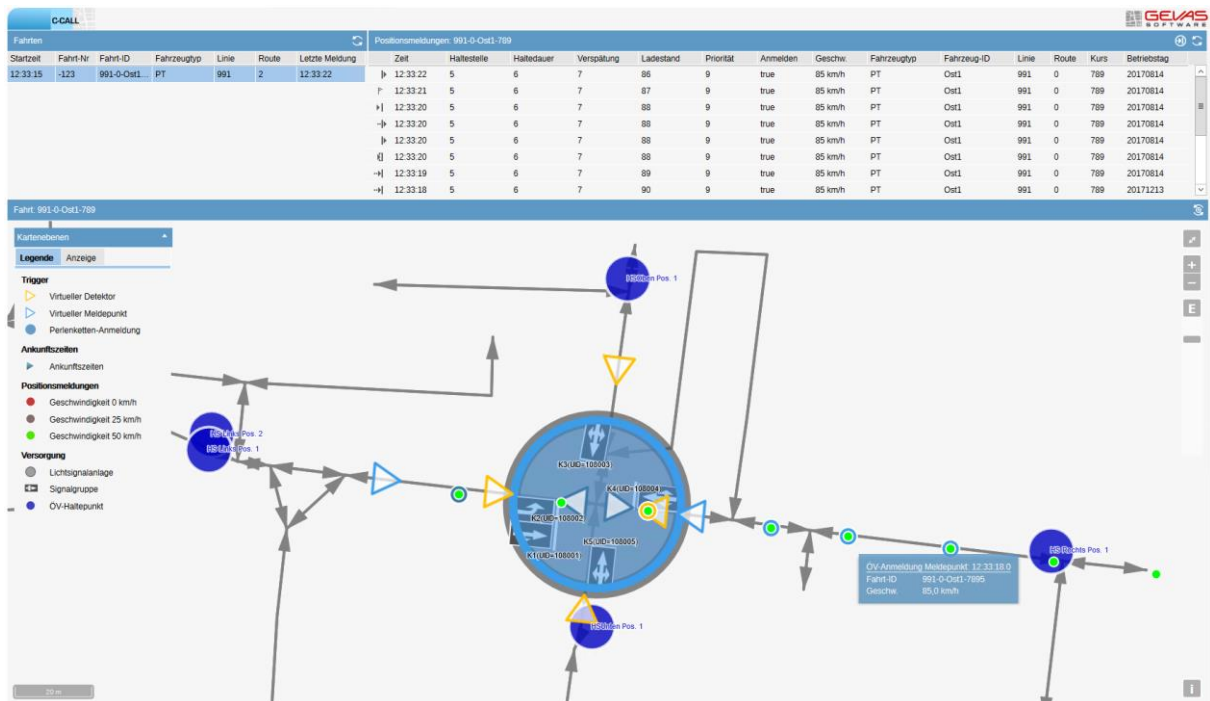 C-CALL
GEVAS
SOFTWARE
Fahrten
Startzeit Fahrt-Nr Fahrt-ID Fahrzeugtyp Linie Route Letzte Meldung
12:33:15 -123 991-0-Ost1... PT 991 2 12:33:22
Positionsmeldungen: 991-0-Ost1-789
Zeit Haltestelle Haltedauer Verspätung Ladestand Priorität Anmelden Geschw. Fahrzeugtyp Fahrzeug-ID Linie Route Kurs Betriebstag
12:33:22 5 6 7 86 9 true 85 km/h PT Ost1 991 0 789 20170814
12:33:21 5 6 7 87 9 true 85 km/h PT Ost1 991 0 789 20170814
12:33:20 5 6 7 88 9 true 85 km/h PT Ost1 991 0 789 20170814
12:33:20 5 6 7 88 9 true 85 km/h PT Ost1 991 0 789 20170814
12:33:20 5 6 7 88 9 true 85 km/h PT Ost1 991 0 789 20170814
12:33:20 5 6 7 88 9 true 85 km/h PT Ost1 991 0 789 20170814
12:33:19 5 6 7 89 9 true 85 km/h PT Ost1 991 0 789 20170814
12:33:18 5 6 7 90 9 true 85 km/h PT Ost1 991 0 789 20171213
Fahrt: 991-0-Ost1-789
Kartenebenen
Legende Anzeige
Trigger
Virtueller Detektor
Virtueller Meldepunkt
Perlenketten-Anmeldung
Ankunftszeiten
Ankunftszeiten
Positionsmeldungen
Geschwindigkeit 0 km/h
Geschwindigkeit 25 km/h
Geschwindigkeit 50 km/h
Versorgung
Lichtsignalanlage
Signalgruppe
ÖV-Haltepunkt
HS Oben Pos. 1
HS Links Pos. 2
HS Links Pos. 1
K3(UID=108003)
K4(UID=108004)
K2(UID=108002)
K5(UID=108005)
K1(UID=108001)
HS Rechts Pos. 1
HS Unten Pos. 1
ÖV-Anmeldung Meldepunkt 12:33:18.0
Fahrt-ID 991-0-Ost1-7895
Geschw. 85,0 km/h
E
20 m
i